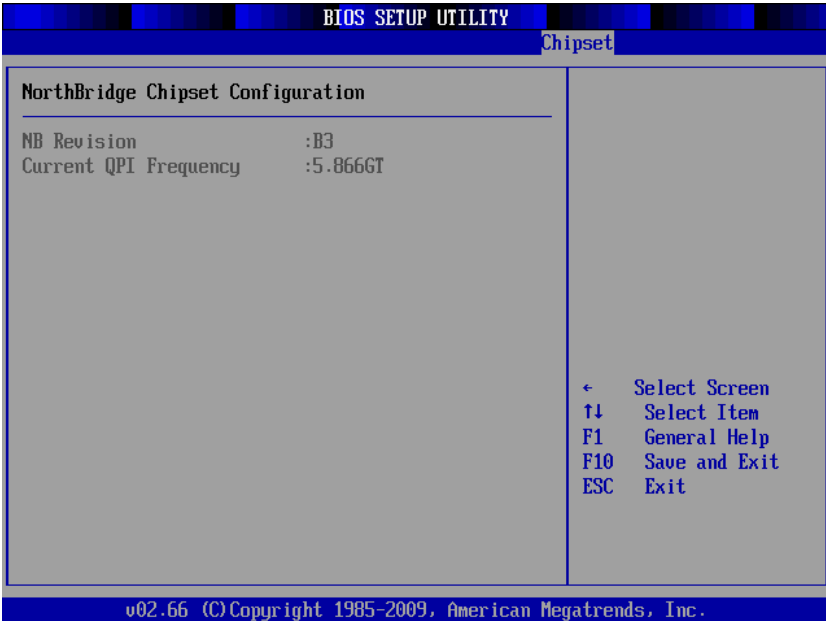 BIOS SETUP UTILITY
Chipset
NorthBridge Chipset Configuration
NB Revision :B3
Current QPI Frequency :5.866GT
← Select Screen
↑↓ Select Item
F1 General Help
F10 Save and Exit
ESC Exit
v02.66 (C)Copyright 1985-2009, American Megatrends, Inc.